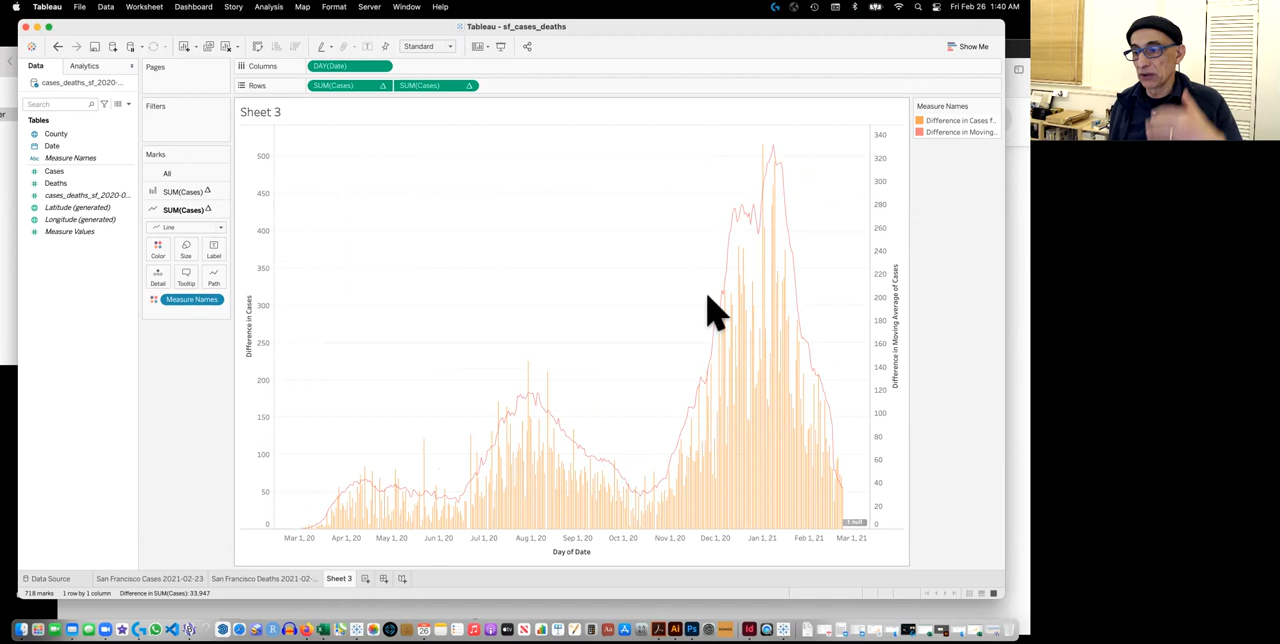 Tableau File Data Worksheet Dashboard Story Analysis Map Format Server Window Help Fri Feb 26 1:40 AM
Tableau - sf_cases_deaths
Standard
Show Me
Data Analytics
Pages
Columns
DAY(Date)
cases_deaths_sf_2020-...
Rows
SUM(Cases) SUM(Cases)
Search
Filters
Sheet 3
Measure Names
Tables
Difference in Cases f..
County
Difference in Moving..
Date
Measure Names
Marks
Cases
All
Deaths
SUM(Cases)
cases_deaths_sf_2020-0...
Latitude (generated)
SUM(Cases)
Longitude (generated)
Line
Measure Values
Color Size Label
Detail Tooltip Path
Measure Names
Difference in Cases
500
450
400
350
300
250
200
150
100
50
0
340
320
300
280
260
240
220
200
180
160
140
120
100
80
60
40
20
0
Difference in Moving Average of Cases
1 null
Mar 1, 20 Apr 1, 20 May 1, 20 Jun 1, 20 Jul 1, 20 Aug 1, 20 Sep 1, 20 Oct 1, 20 Nov 1, 20 Dec 1, 20 Jan 1, 21 Feb 1, 21 Mar 1, 21
Day of Date
Data Source San Francisco Cases 2021-02-23 San Francisco Deaths 2021-02-... Sheet 3
718 marks 1 row by 1 column Difference in SUM(Cases): 33,947